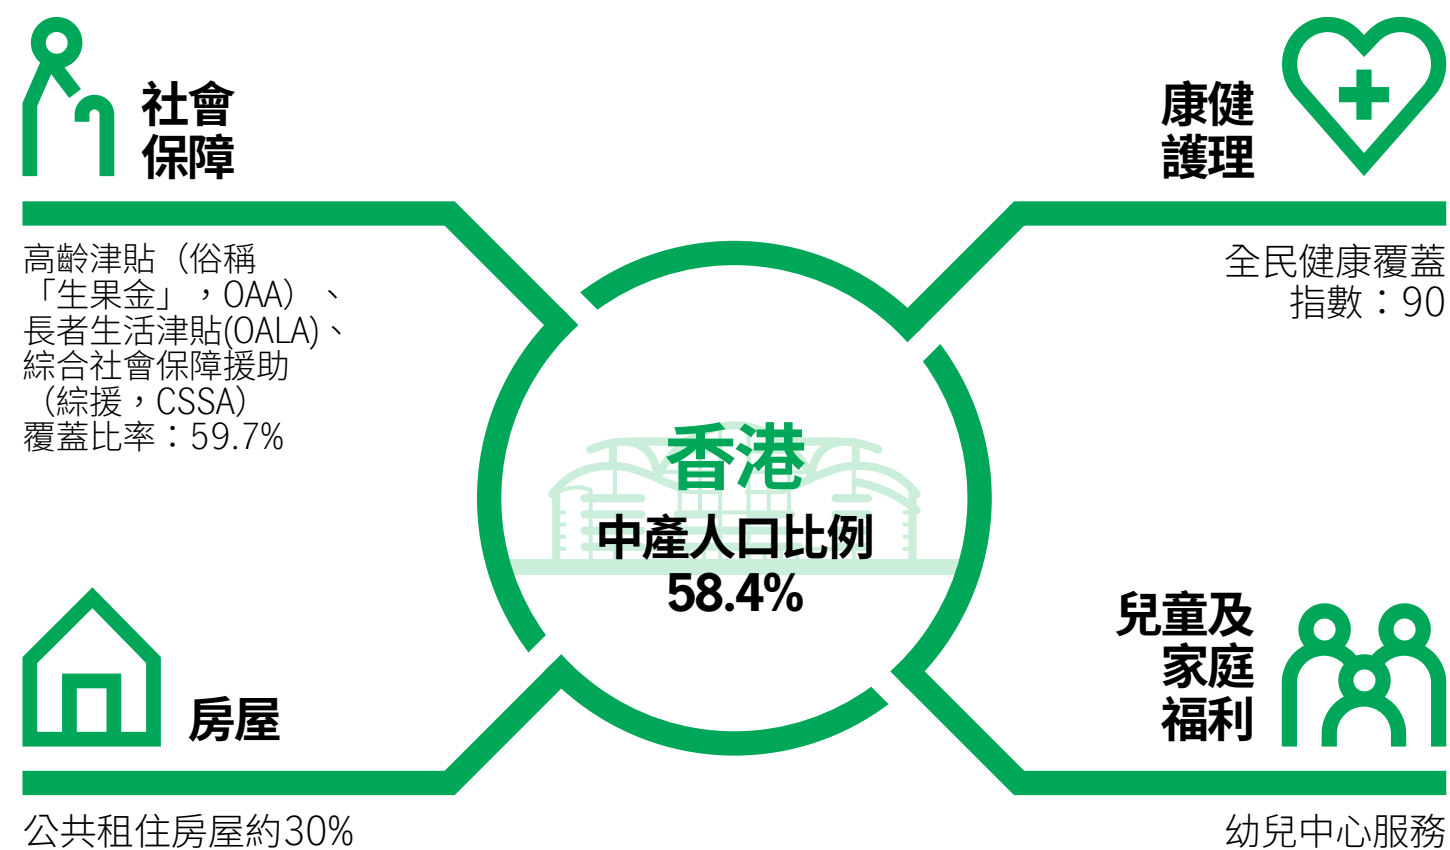 社會
保障
高齡津貼（俗稱
「生果金」，OAA）、
長者生活津貼(OALA)、
綜合社會保障援助
（綜援，CSSA）
覆蓋比率：59.7%
康健
護理
全民健康覆蓋
指數：90
香港
中產人口比例
58.4%
房屋
公共租住房屋約30%
兒童及
家庭
福利
幼兒中心服務